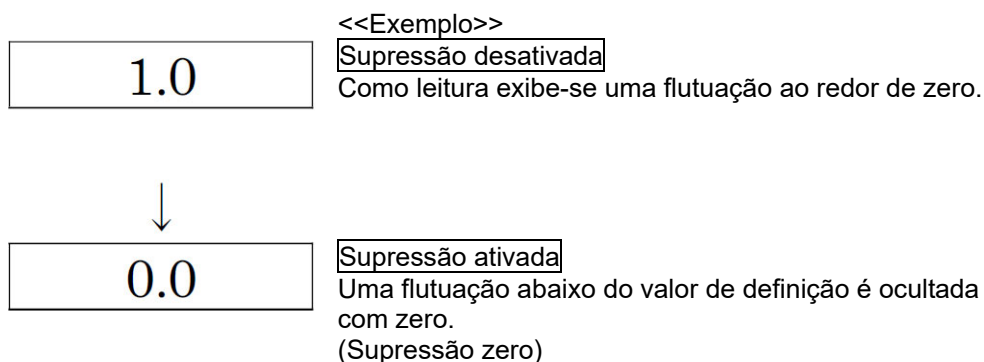 <<Exemplo>>
Supressão desativada
1.0
Como leitura exibe-se uma flutuação ao redor de zero.
↓
Supressão ativada
0.0
Uma flutuação abaixo do valor de definição é ocultada
com zero.
(Supressão zero)